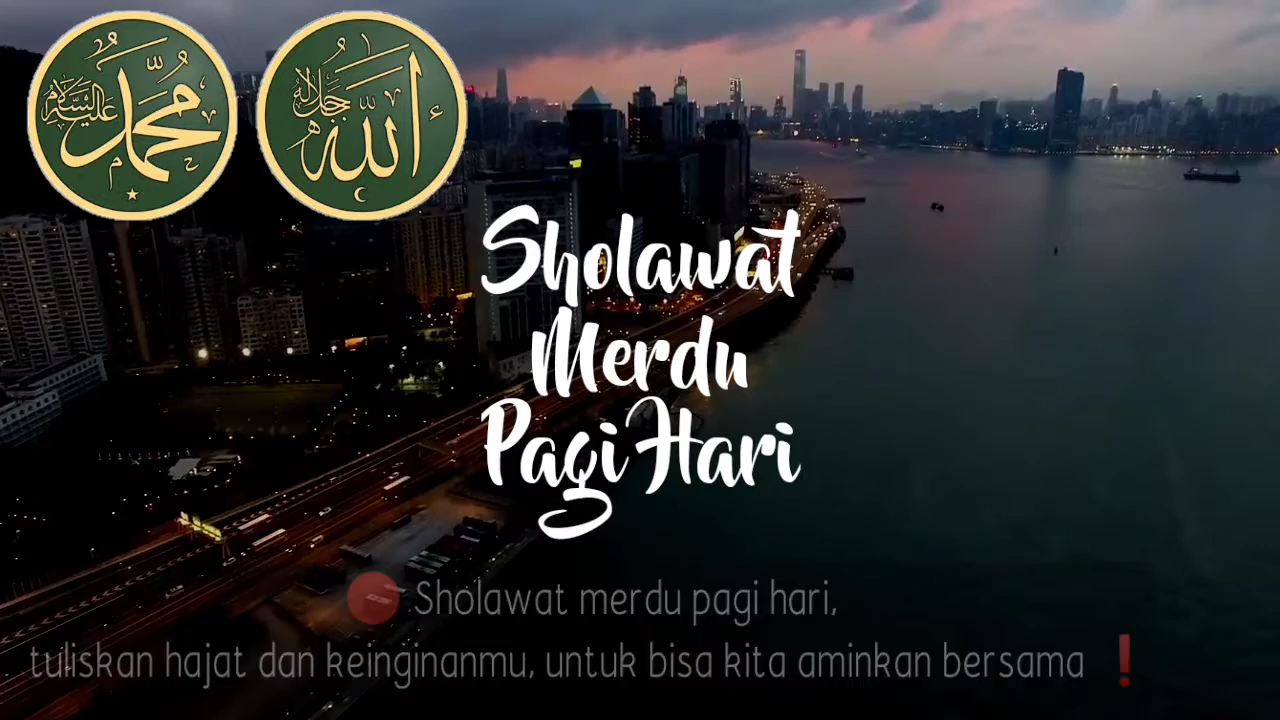 محمد عليه السلام
الله جل جلاله
Sholawat
Merdu
Pagi Hari
Sholawat merdu pagi hari,
tuliskan hajat dan keinginanmu, untuk bisa kita aminkan bersama ❗